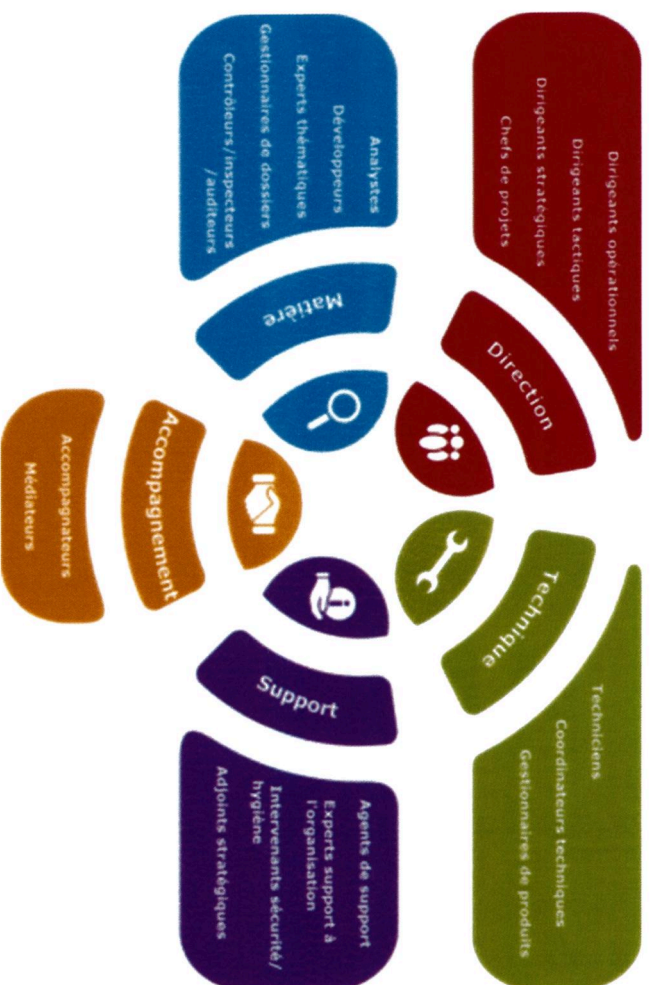 Direction
Dirigeants opérationnels
Dirigeants tactiques
Dirigeants stratégiques
Chefs de projets
Technique
Techniciens
Coordinateurs techniques
Gestionnaires de produits
Matière
Analystes
Développeurs
Experts thématiques
Gestionnaires de dossiers
Contrôleurs/inspecteurs
/auditeurs
Support
Agents de support
Experts support à
l'organisation
Intervenants sécurité/
hygiène
Adjoints stratégiques
Accompagnement
Accompagnateurs
Médiateurs